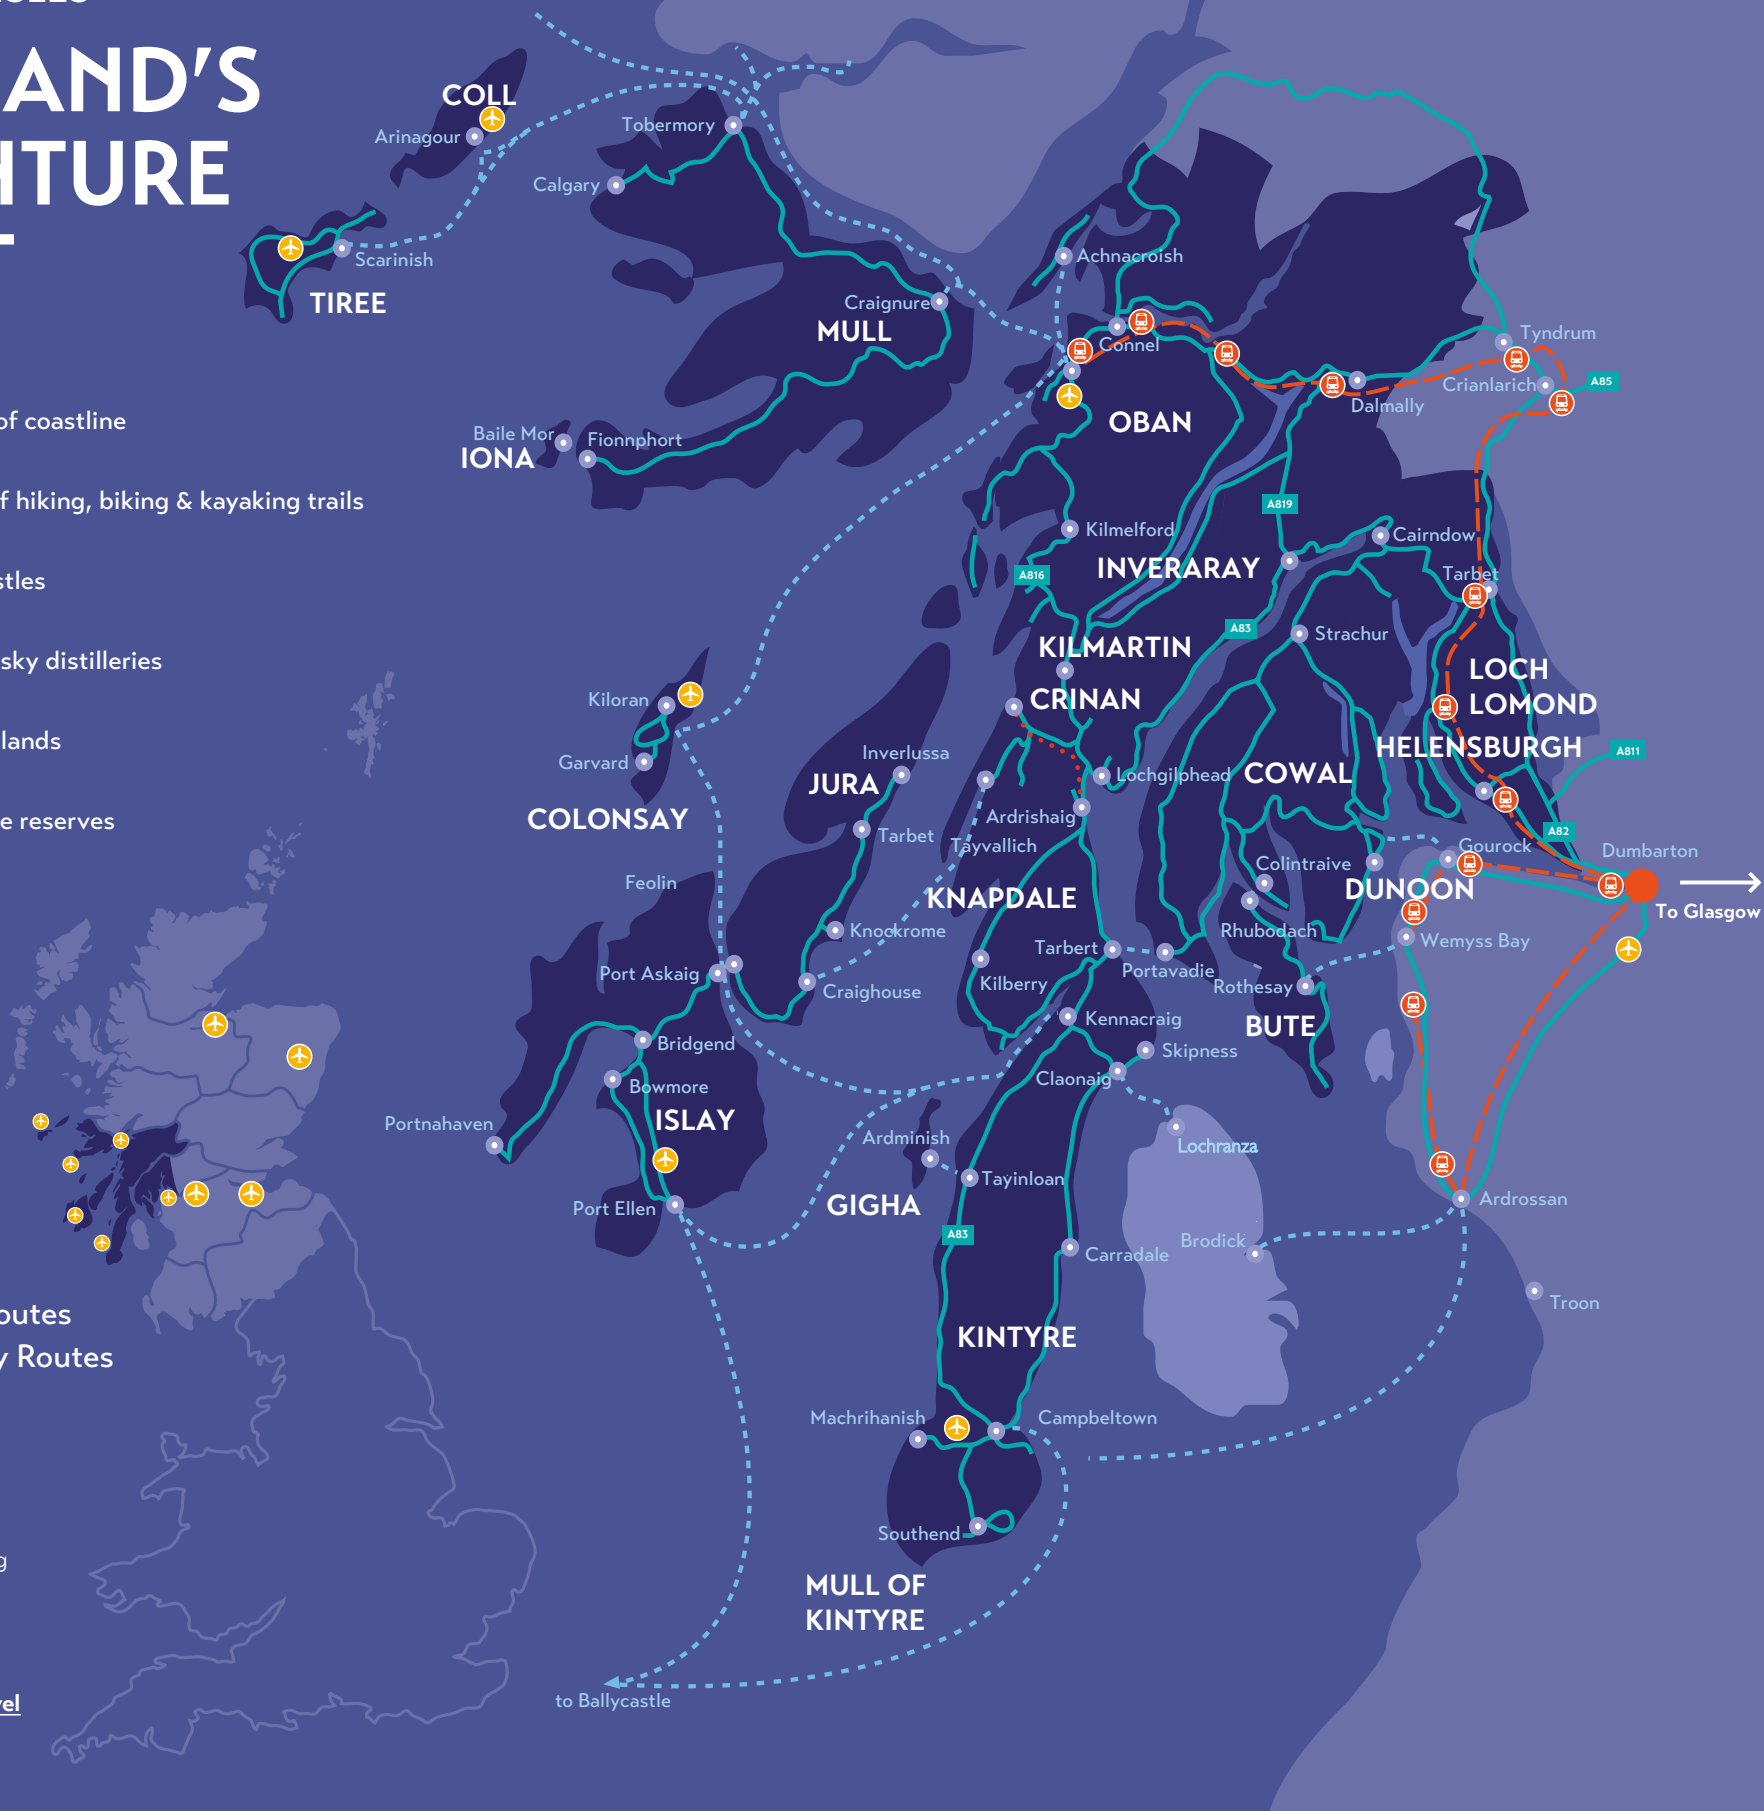 AND'S
NTURE
of coastline
f hiking, biking & kayaking trails
stles
sky distilleries
lands
e reserves
outes
y Routes
g
vel
COLL
Arinagour
Tobermory
Calgary
Scarinish
TIREE
Craignure
MULL
Baile Mor
IONA
Fionnphort
Achnacroish
Connel
OBAN
Tyndrum
Crianlarich
A85
Dalmally
A819
Kilmelford
A816
INVERARAY
Cairndow
Tarbet
A83
Strachur
KILMARTIN
CRINAN
LOCH
LOMOND
HELENSBURGH
A811
A82
Kiloran
Garvard
COLONSAY
Inverlussa
JURA
Tarbet
Lochgilphead
COWAL
Ardrishaig
Tayvallich
Feolin
KNAPDALE
Colintraive
DUNOON
Gourock
Dumbarton
To Glasgow
Knockrome
Rhubodach
Wemyss Bay
Port Askaig
Tarbert
Portavadie
Kilberry
Craighouse
Rothesay
BUTE
Kennacraig
Bridgend
Skipness
Claonaig
Bowmore
ISLAY
Portnahaven
Ardminish
Lochranza
Tayinloan
GIGHA
Port Ellen
Ardrossan
A83
Carradale
Brodick
Troon
KINTYRE
Machrihanish
Campbeltown
Southend
MULL OF
KINTYRE
to Ballycastle